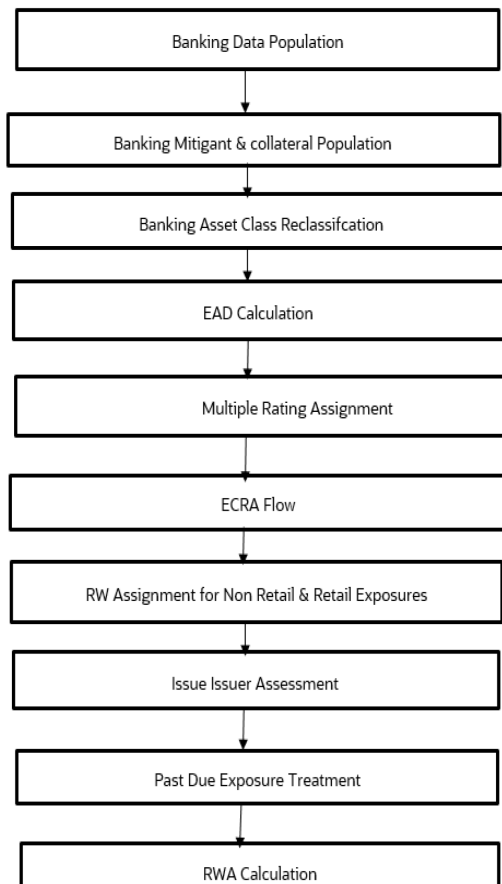 Banking Data Population
Banking Mitigant & collateral Population
Banking Asset Class Reclassifcation
EAD Calculation
Multiple Rating Assignment
ECRA Flow
RW Assignment for Non Retail & Retail Exposures
Issue Issuer Assessment
Past Due Exposure Treatment
RWA Calculation